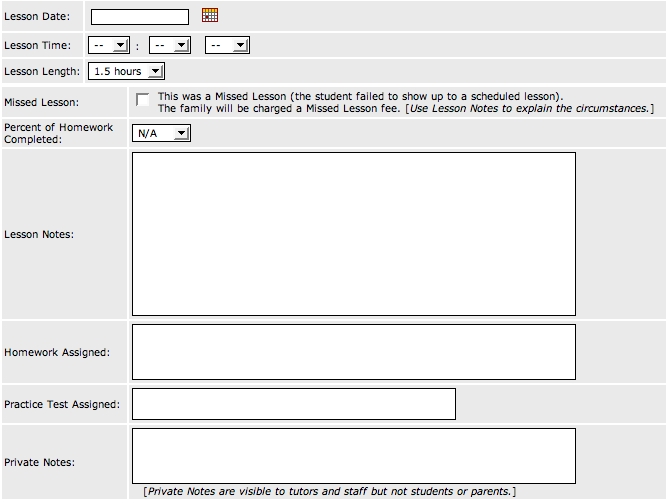 Lesson Date:
Lesson Time: -- : -- --
Lesson Length: 1.5 hours
Missed Lesson: This was a Missed Lesson (the student failed to show up to a scheduled lesson).
The family will be charged a Missed Lesson fee. [Use Lesson Notes to explain the circumstances.]
Percent of Homework
Completed: N/A
Lesson Notes:
Homework Assigned:
Practice Test Assigned:
Private Notes:
[Private Notes are visible to tutors and staff but not students or parents.]